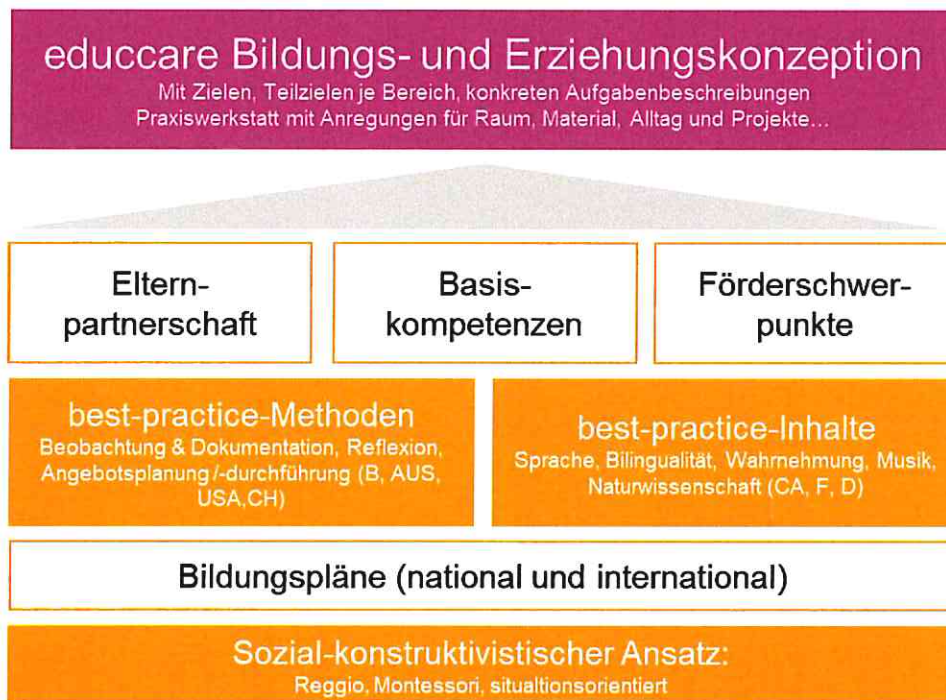 educcare Bildungs- und Erziehungskonzeption
Mit Zielen, Teilzielen je Bereich, konkreten Aufgabenbeschreibungen
Praxiswerkstatt mit Anregungen für Raum, Material, Alltag und Projekte...
Eltern-
partnerschaft
Basis-
kompetenzen
Förderschwer-
punkte
best-practice-Methoden
Beobachtung & Dokumentation, Reflexion,
Angebotsplanung/-durchführung (B, AUS,
USA,CH)
best-practice-Inhalte
Sprache, Bilingualität, Wahrnehmung, Musik,
Naturwissenschaft (CA, F, D)
Bildungspläne (national und international)
Sozial-konstruktivistischer Ansatz:
Reggio, Montessori, situaltionsorientiert